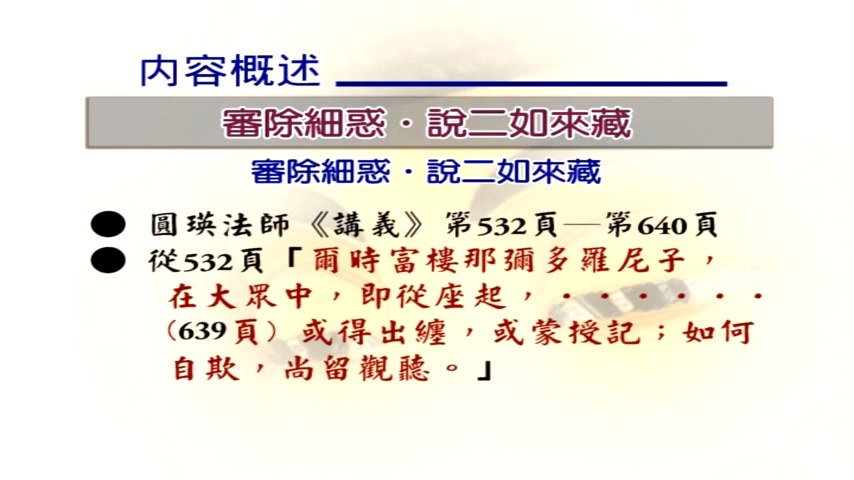 内容概述
審除細惑·說二如來藏
審除細惑·說二如來藏
● 圓瑛法師《講義》第532頁—第640頁
● 從532頁「爾時富樓那彌多羅尼子，
在大眾中，即從座起，······
（639頁）或得出纏，或蒙授記；如何
自欺，尚留觀聽。」